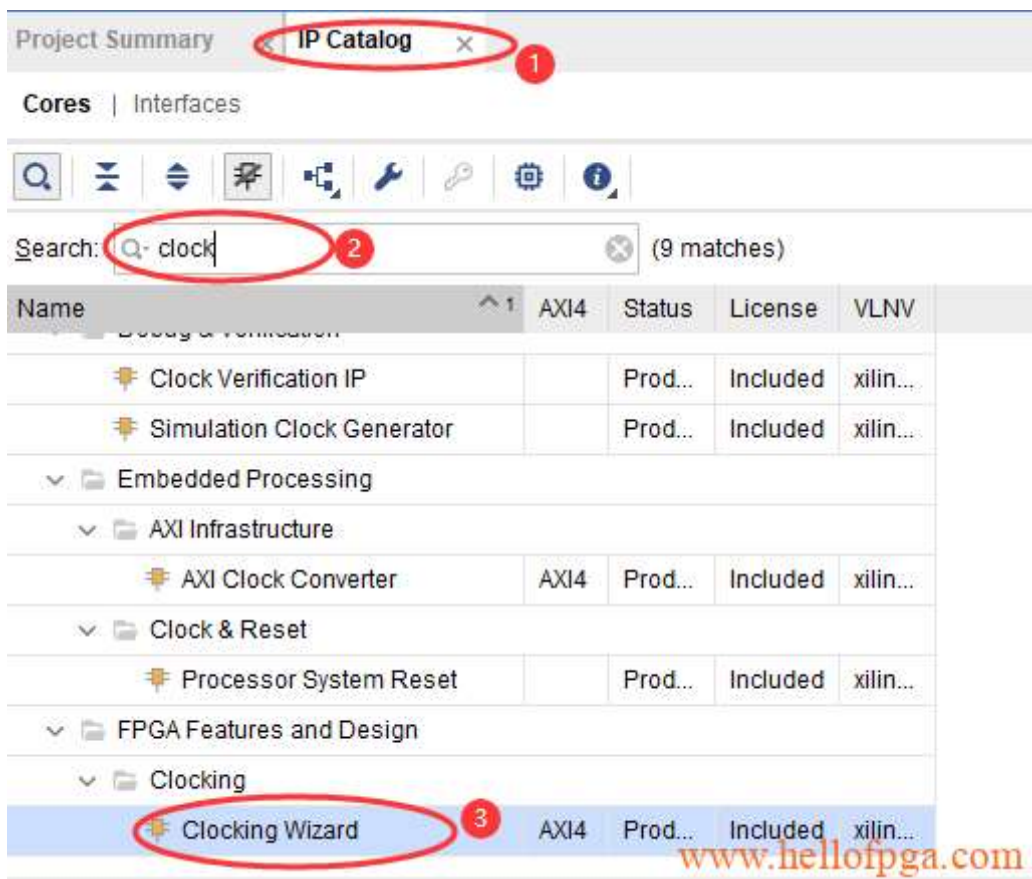 Project Summary × IP Catalog ×
1
Cores | Interfaces
Search: clock (9 matches)
2
Name ^1 AXI4 Status License VLNV
Debug & Verification
Clock Verification IP Prod... Included xilin...
Simulation Clock Generator Prod... Included xilin...
Embedded Processing
AXI Infrastructure
AXI Clock Converter AXI4 Prod... Included xilin...
Clock & Reset
Processor System Reset Prod... Included xilin...
FPGA Features and Design
Clocking
Clocking Wizard AXI4 Prod... Included xilin...
3
www.hellofpga.com